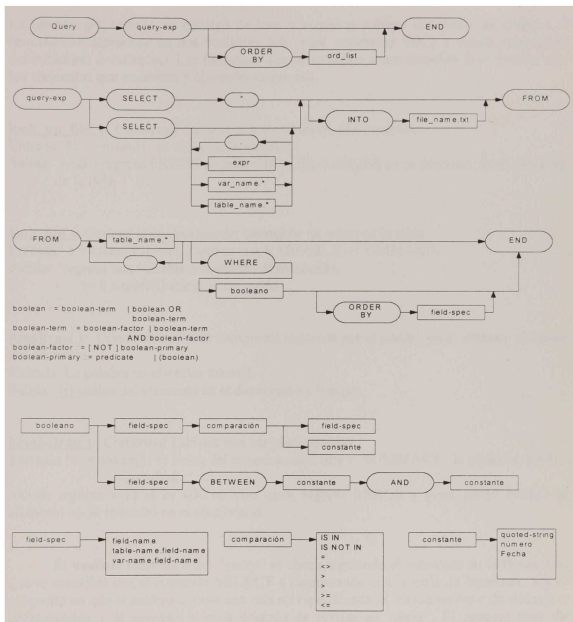 Query query-exp END
ORDER
BY ord_list
query-exp SELECT * FROM
SELECT INTO file_name.txt
expr
var_name.*
table_name.*
FROM table_name.* END
WHERE
booleano
ORDER
BY field-spec
boolean := boolean-term | boolean OR
boolean-term
boolean-term := boolean-factor | boolean-term
AND boolean-factor
boolean-factor := [NOT] boolean-primary
boolean-primary := predicate | (boolean)
booleano field-spec comparación field-spec
constante
field-spec BETWEEN constante AND constante
field-spec field-name
table-name.field-name
var-name.field-name
comparación IS IN
IS NOT IN
=
<>
>
>
>=
<=
constante quoted-string
numero
Fecha